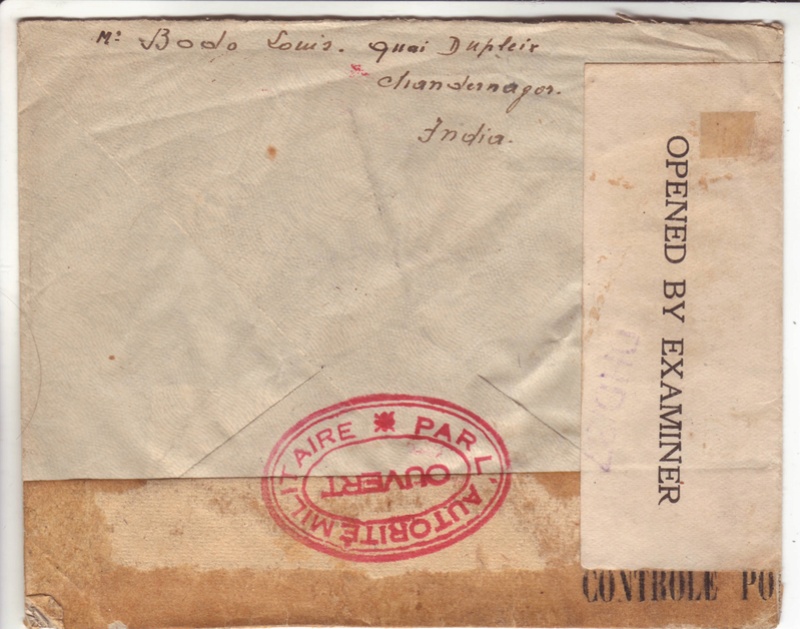 Mr Bodo Louis. Quai Dupleix
Chandernagor.
India.
OPENED BY EXAMINER
PAR L'AUTORITÉ MILITAIRE
OUVERT
CONTROLE PO